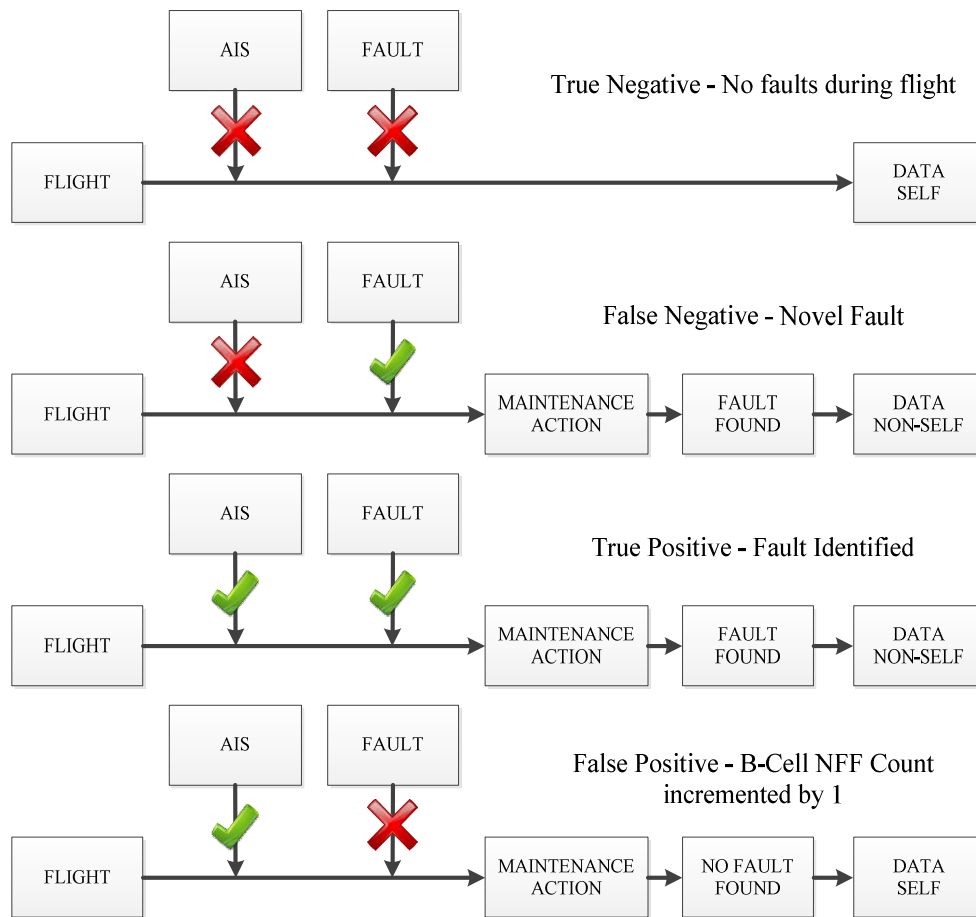 AIS
FAULT
True Negative - No faults during flight
FLIGHT
DATA
SELF
AIS
FAULT
False Negative - Novel Fault
FLIGHT
MAINTENANCE
ACTION
FAULT
FOUND
DATA
NON-SELF
AIS
FAULT
True Positive - Fault Identified
FLIGHT
MAINTENANCE
ACTION
FAULT
FOUND
DATA
NON-SELF
AIS
FAULT
False Positive - B-Cell NFF Count
incremented by 1
FLIGHT
MAINTENANCE
ACTION
NO FAULT
FOUND
DATA
SELF